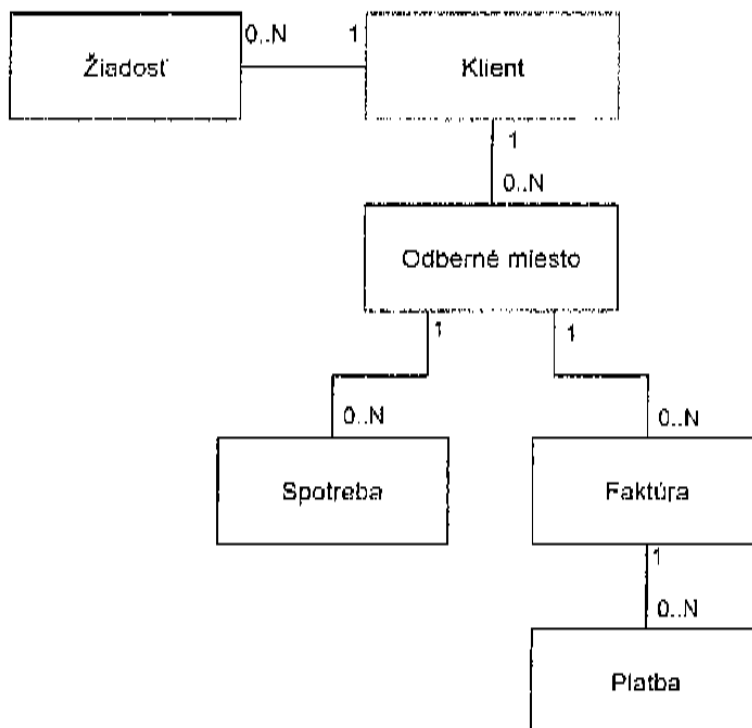 0..N 1
Žiadosť Klient
1
0..N
Odberné miesto
1 1
0..N 0..N
Spotreba Faktúra
1
0..N
Platba